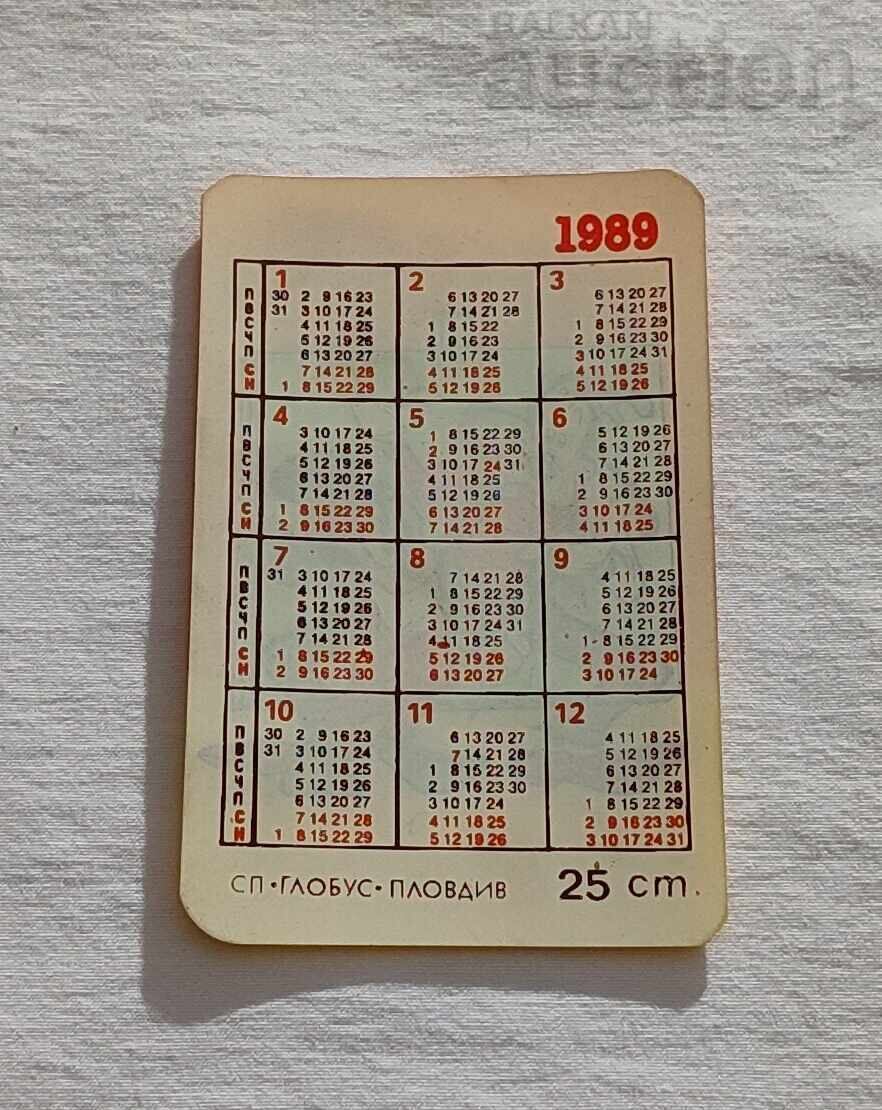 BALKAN
auction
1989
1 2 3
П 30 2 9 16 23 6 13 20 27 6 13 20 27
В 31 3 10 17 24 7 14 21 28 7 14 21 28
С 4 11 18 25 1 8 15 22 1 8 15 22 29
Ч 5 12 19 26 2 9 16 23 2 9 16 23 30
П 6 13 20 27 3 10 17 24 3 10 17 24 31
С 7 14 21 28 4 11 18 25 4 11 18 25
Н 1 8 15 22 29 5 12 19 26 5 12 19 26
4 5 6
П 3 10 17 24 1 8 15 22 29 5 12 19 26
В 4 11 18 25 2 9 16 23 30 6 13 20 27
С 5 12 19 26 3 10 17 24 31 7 14 21 28
Ч 6 13 20 27 4 11 18 25 1 8 15 22 29
П 7 14 21 28 5 12 19 26 2 9 16 23 30
С 1 8 15 22 29 6 13 20 27 3 10 17 24
Н 2 9 16 23 30 7 14 21 28 4 11 18 25
7 8 9
П 31 3 10 17 24 7 14 21 28 4 11 18 25
В 4 11 18 25 1 8 15 22 29 5 12 19 26
С 5 12 19 26 2 9 16 23 30 6 13 20 27
Ч 6 13 20 27 3 10 17 24 31 7 14 21 28
П 7 14 21 28 4 11 18 25 1 8 15 22 29
С 1 8 15 22 29 5 12 19 26 2 9 16 23 30
Н 2 9 16 23 30 6 13 20 27 3 10 17 24
10 11 12
П 30 2 9 16 23 6 13 20 27 4 11 18 25
В 31 3 10 17 24 7 14 21 28 5 12 19 26
С 4 11 18 25 1 8 15 22 29 6 13 20 27
Ч 5 12 19 26 2 9 16 23 30 7 14 21 28
П 6 13 20 27 3 10 17 24 1 8 15 22 29
С 7 14 21 28 4 11 18 25 2 9 16 23 30
Н 1 8 15 22 29 5 12 19 26 3 10 17 24 31
СП•ГЛОБУС•ПЛОВДИВ 25 ст.